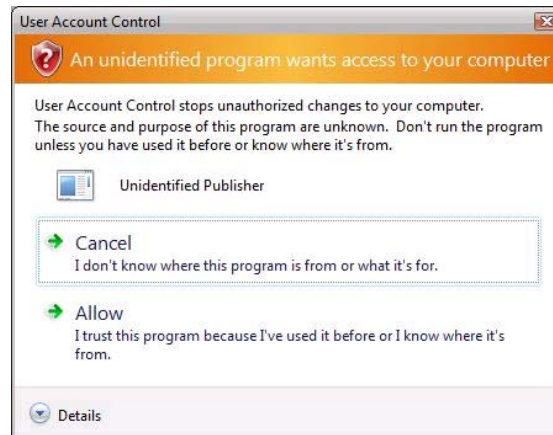 User Account Control
An unidentified program wants access to your computer
User Account Control stops unauthorized changes to your computer.
The source and purpose of this program are unknown. Don't run the program
unless you have used it before or know where it's from.
Unidentified Publisher
Cancel
I don't know where this program is from or what it's for.
Allow
I trust this program because I've used it before or I know where it's
from.
Details